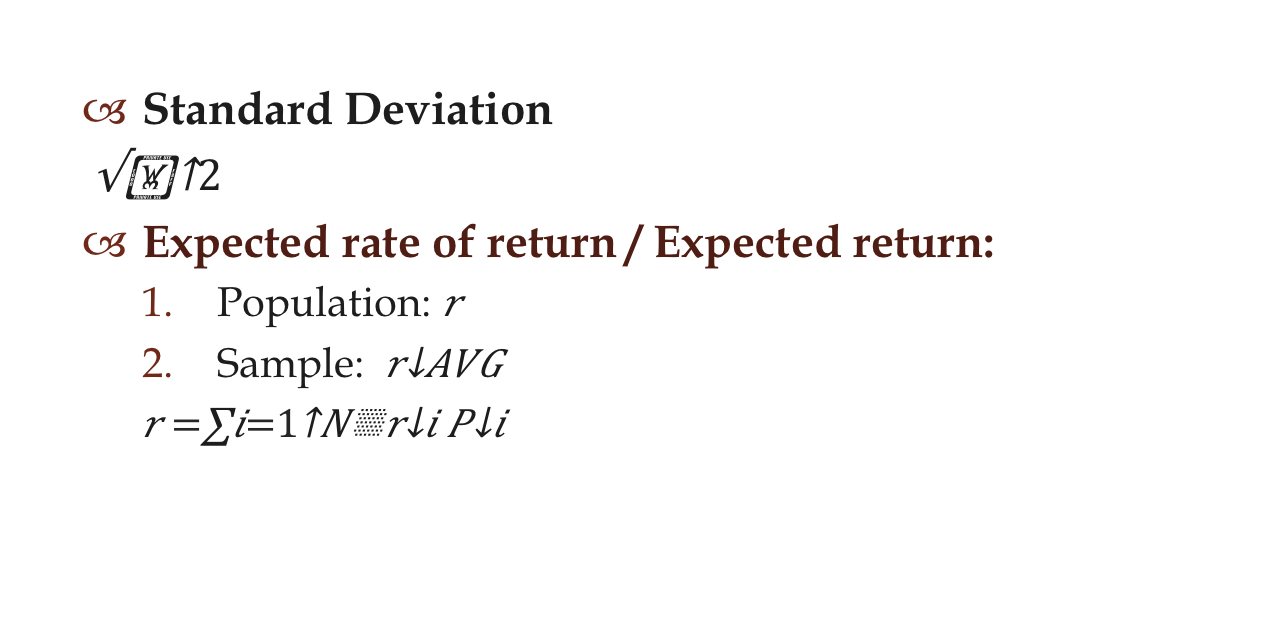 Standard Deviation
√ ↑2
Expected rate of return / Expected return:
1. Population: r
2. Sample: r↓AVG
r =∑i=1↑N▒r↓i P↓i